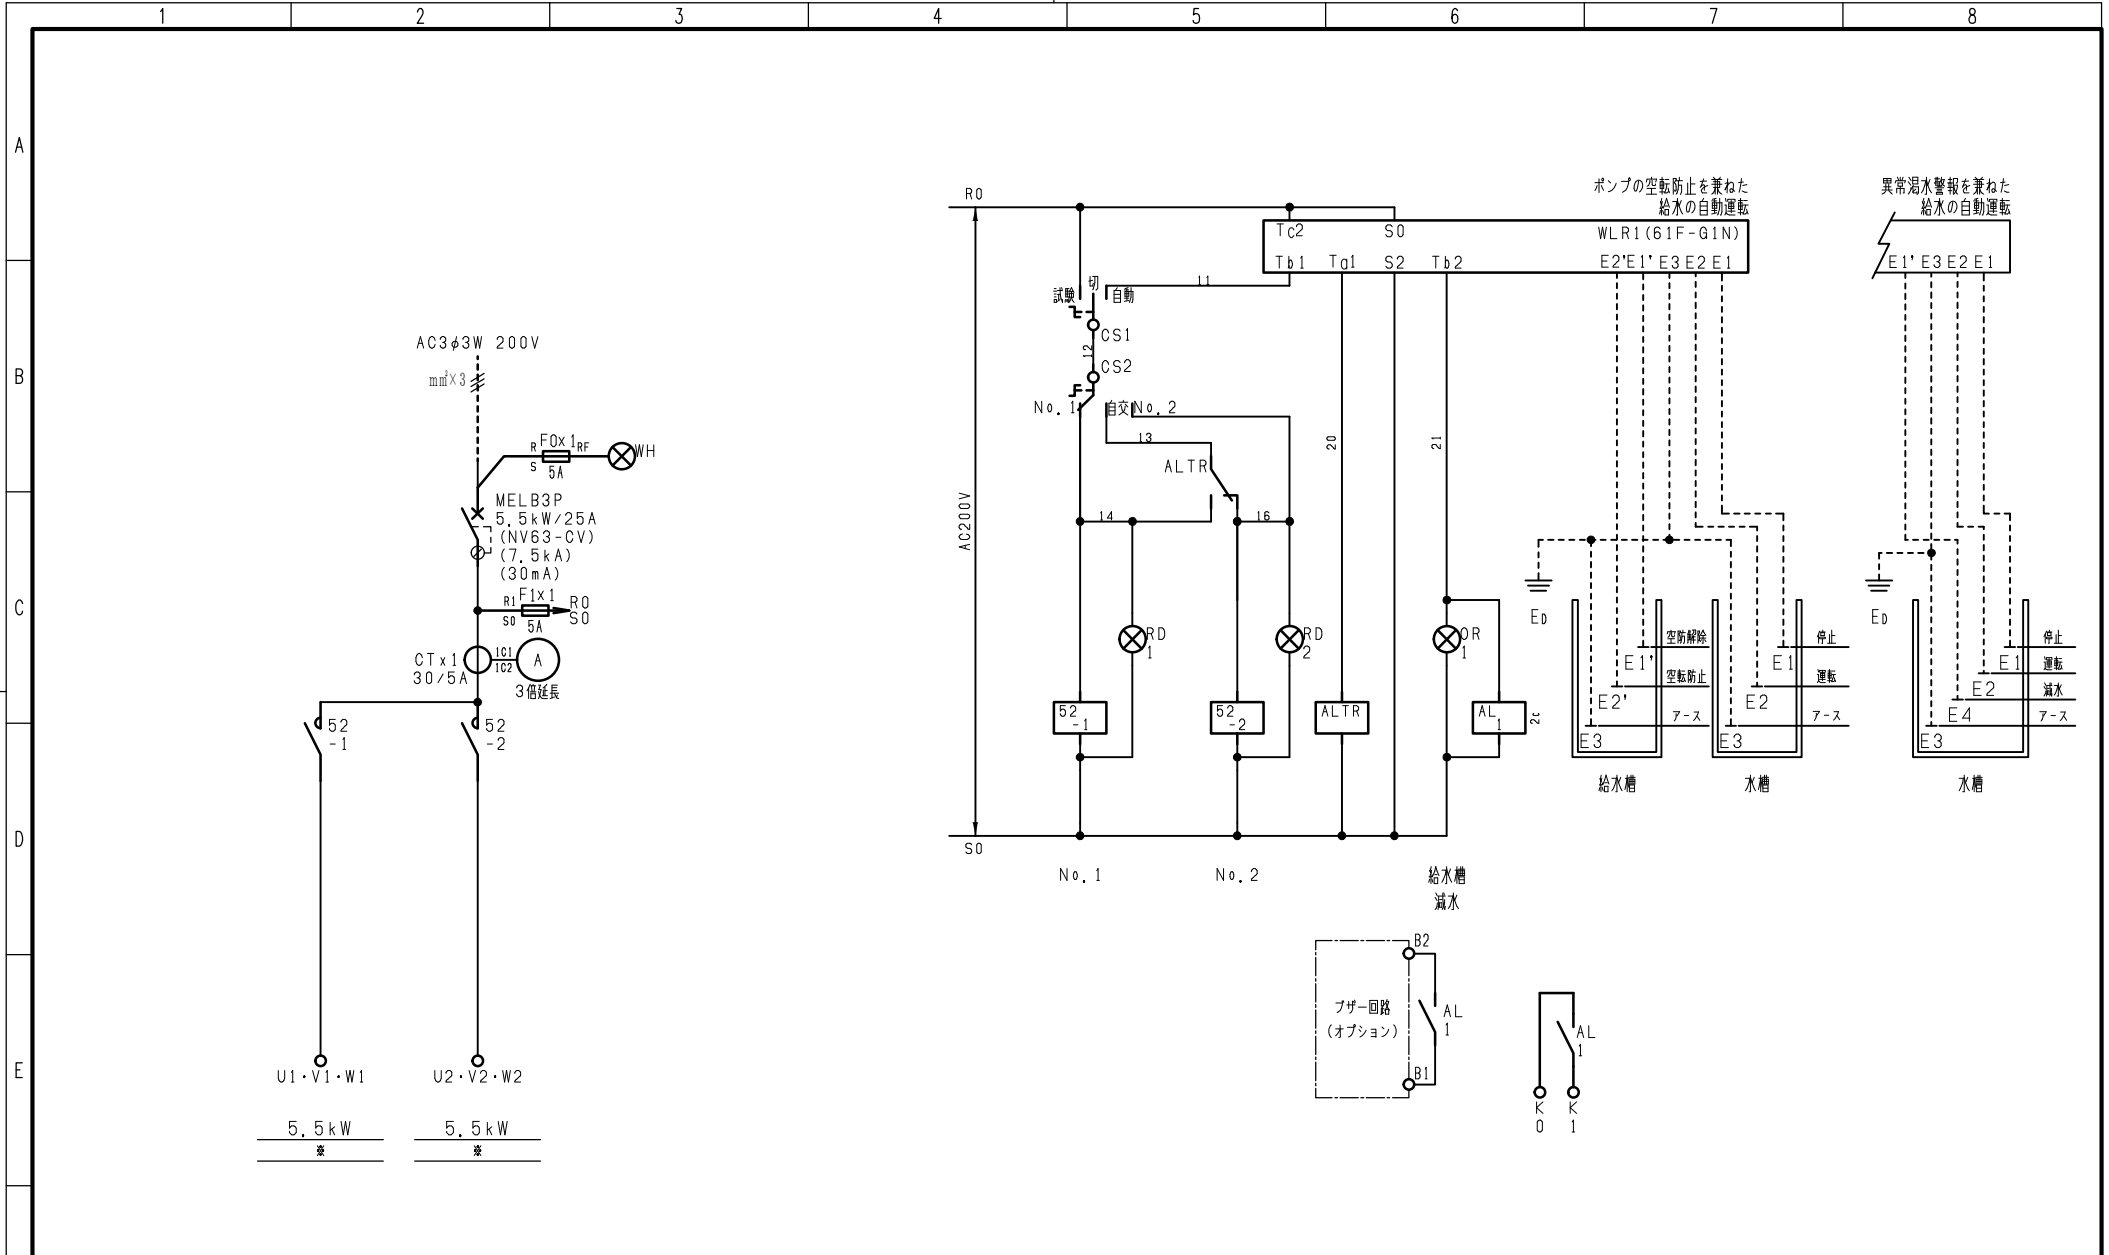 1 2 3 4 5 6 7 8
A
B
C
D
E
AC3φ3W 200V
mm²×3
R F0x1 RF
S 5A
WH
MELB3P
5.5kW/25A
(NV63-CV)
(7.5kA)
(30mA)
R1 F1x1 R0
S0 5A S0
CTx1
30/5A
1C1
1C2
A
3倍延長
52
-1
52
-2
U1・V1・W1
U2・V2・W2
5.5kW
※
5.5kW
※
R0
AC200V
S0
試験 切 自動
11
CS1
12
CS2
No.1 自交 No.2
13
ALTR
14
16
20
21
RD
1
RD
2
OR
1
52
-1
52
-2
ALTR
AL
1
2c
No.1
No.2
給水槽
減水
ポンプの空転防止を兼ねた
給水の自動運転
Tc2 S0 WLR1(61F-G1N)
Tb1 Ta1 S2 Tb2 E2' E1' E3 E2 E1
ED
空防解除
E1'
空転防止
E2'
アース
E3
給水槽
停止
E1
運転
E2
アース
E3
水槽
異常渇水警報を兼ねた
給水の自動運転
E1' E3 E2 E1
ED
停止
E1
運転
E2
減水
E4
アース
E3
水槽
B2
ブザー回路
(オプション)
AL
1
B1
AL
1
K
0
K
1